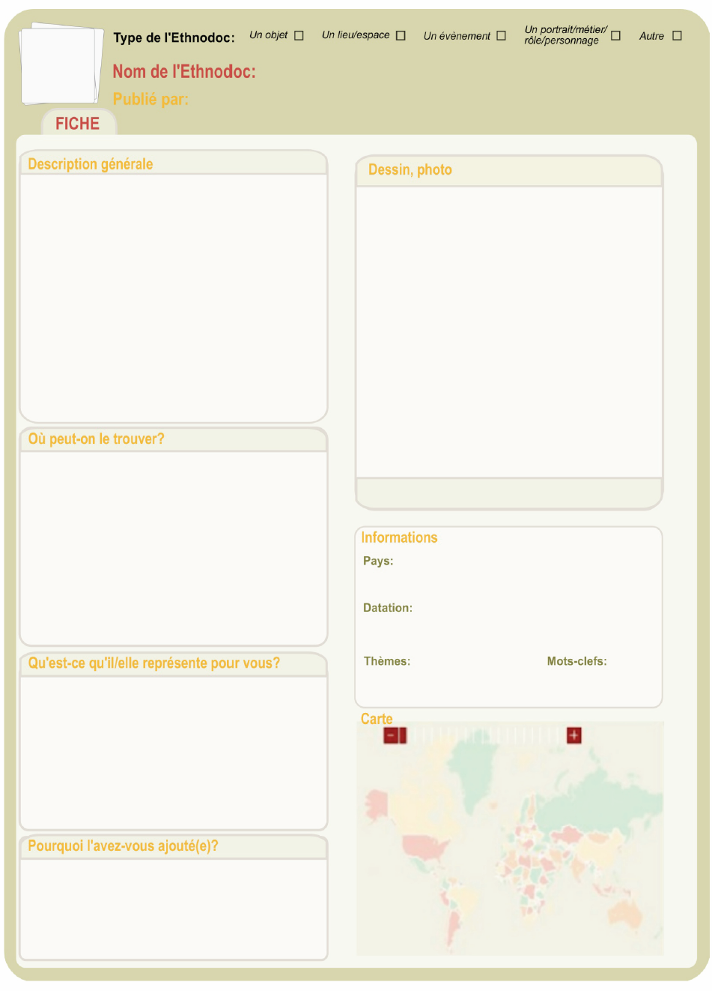 Type de l'Ethnodoc: Un objet Un lieu/espace Un évènement Un portrait/métier/ Autre
rôle/personnage
Nom de l'Ethnodoc:
Publié par:
FICHE
Description générale
Où peut-on le trouver?
Qu'est-ce qu'il/elle représente pour vous?
Pourquoi l'avez-vous ajouté(e)?
Dessin, photo
Informations
Pays:
Datation:
Thèmes: Mots-clefs:
Carte